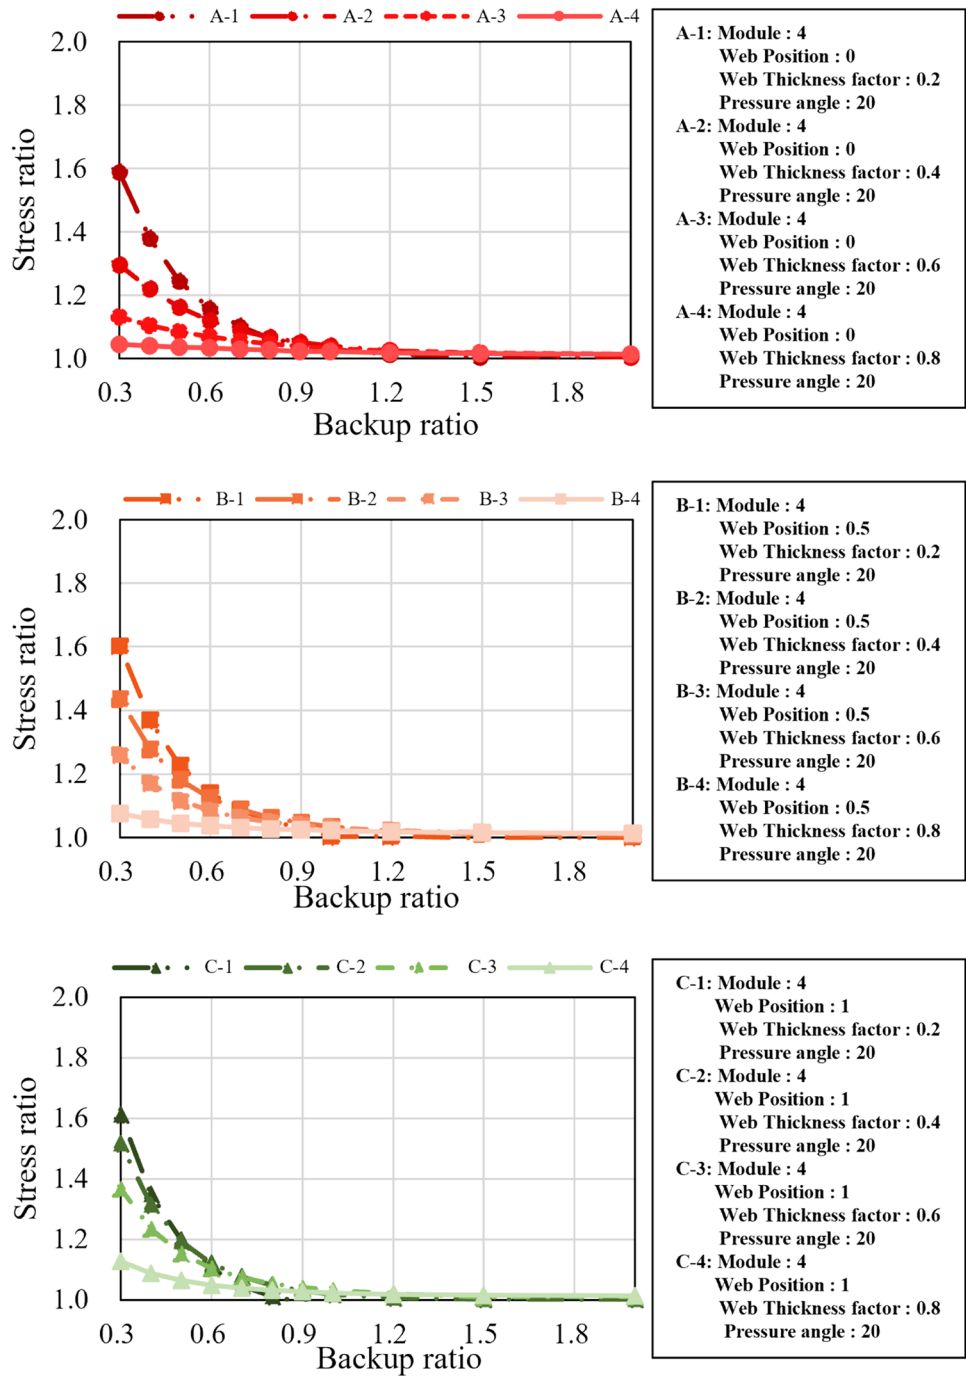 A-1 A-2 A-3 A-4
2.0
1.8
1.6
1.4
1.2
1.0
Stress ratio
0.3 0.6 0.9 1.2 1.5 1.8
Backup ratio
A-1: Module : 4
Web Position : 0
Web Thickness factor : 0.2
Pressure angle : 20
A-2: Module : 4
Web Position : 0
Web Thickness factor : 0.4
Pressure angle : 20
A-3: Module : 4
Web Position : 0
Web Thickness factor : 0.6
Pressure angle : 20
A-4: Module : 4
Web Position : 0
Web Thickness factor : 0.8
Pressure angle : 20
B-1 B-2 B-3 B-4
2.0
1.8
1.6
1.4
1.2
1.0
Stress ratio
0.3 0.6 0.9 1.2 1.5 1.8
Backup ratio
B-1: Module : 4
Web Position : 0.5
Web Thickness factor : 0.2
Pressure angle : 20
B-2: Module : 4
Web Position : 0.5
Web Thickness factor : 0.4
Pressure angle : 20
B-3: Module : 4
Web Position : 0.5
Web Thickness factor : 0.6
Pressure angle : 20
B-4: Module : 4
Web Position : 0.5
Web Thickness factor : 0.8
Pressure angle : 20
C-1 C-2 C-3 C-4
2.0
1.8
1.6
1.4
1.2
1.0
Stress ratio
0.3 0.6 0.9 1.2 1.5 1.8
Backup ratio
C-1: Module : 4
Web Position : 1
Web Thickness factor : 0.2
Pressure angle : 20
C-2: Module : 4
Web Position : 1
Web Thickness factor : 0.4
Pressure angle : 20
C-3: Module : 4
Web Position : 1
Web Thickness factor : 0.6
Pressure angle : 20
C-4: Module : 4
Web Position : 1
Web Thickness factor : 0.8
Pressure angle : 20